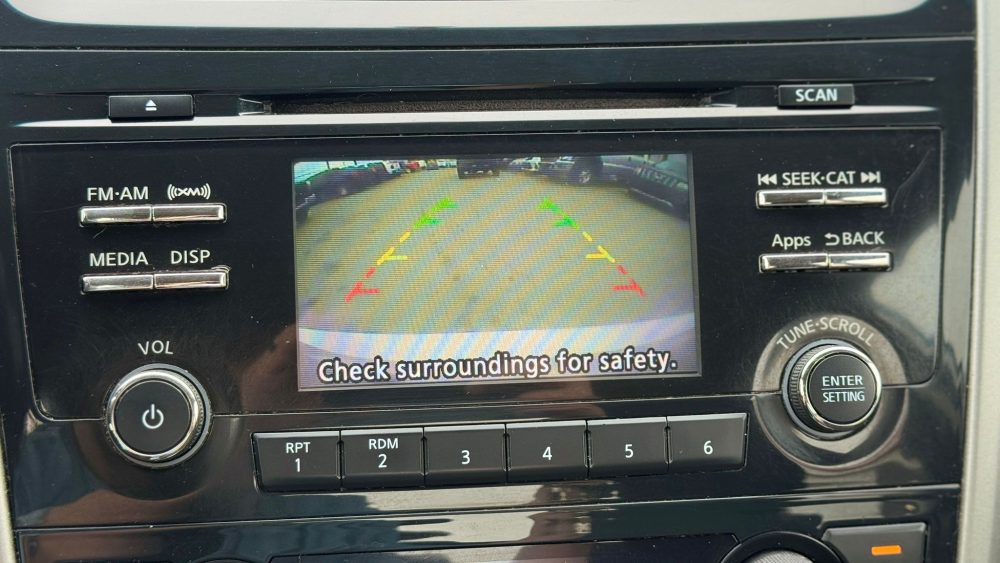 SCAN
FM·AM XM
SEEK·CAT
MEDIA DISP
Apps BACK
VOL
TUNE·SCROLL
ENTER
SETTING
Check surroundings for safety.
RPT
1
RDM
2
3
4
5
6